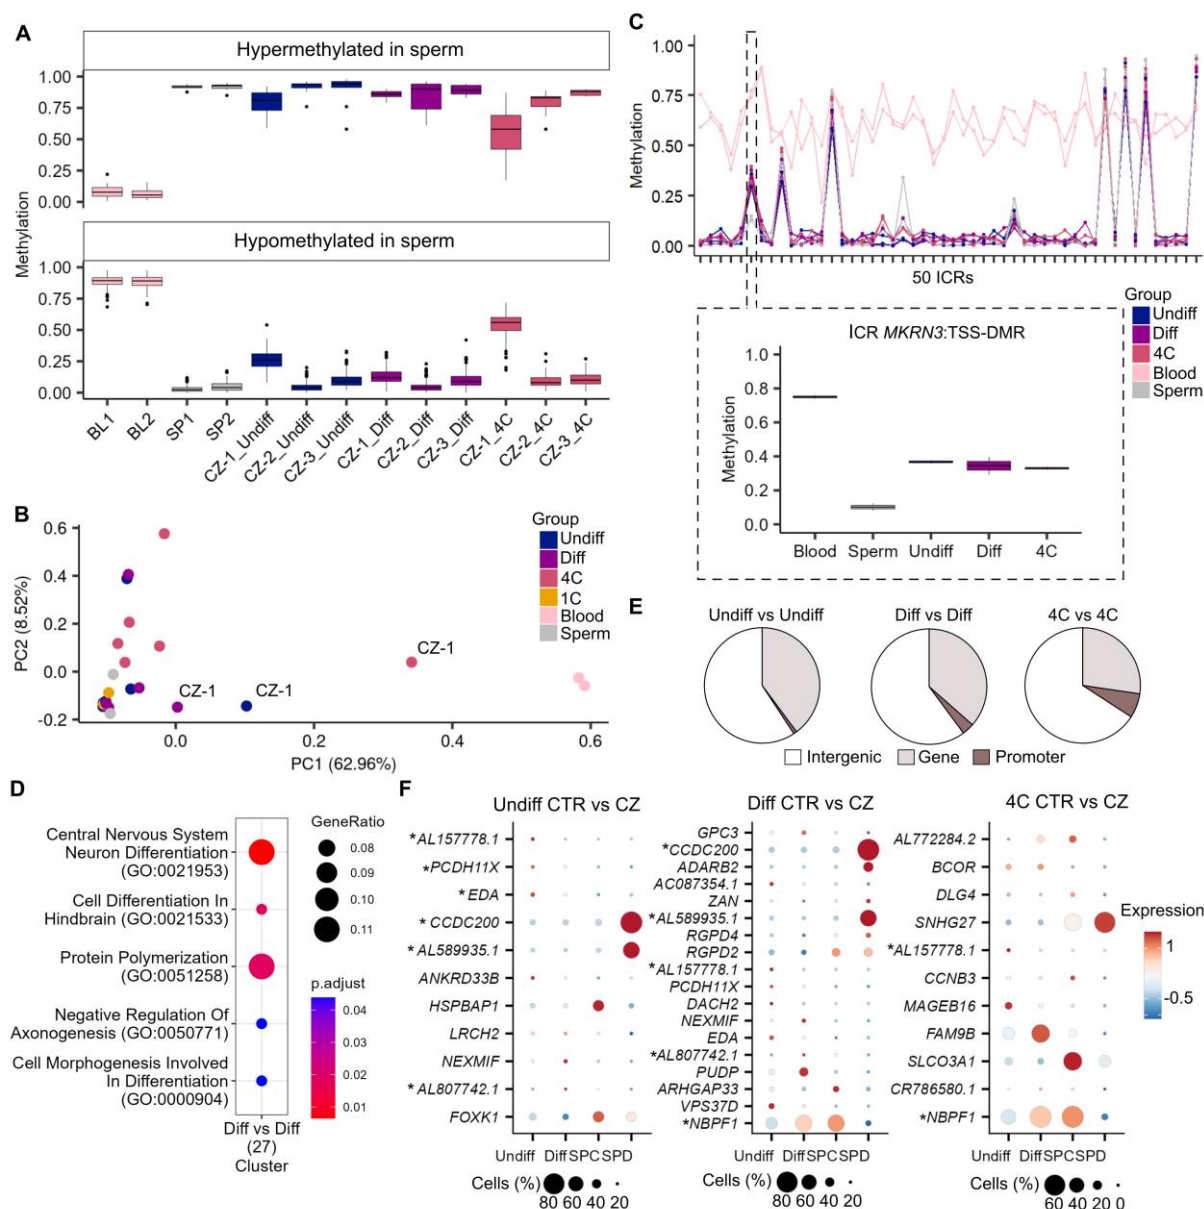 A
Hypermethylated in sperm
1.00
0.75
0.50
0.25
0.00
Methylation
Hypomethylated in sperm
1.00
0.75
0.50
0.25
0.00
BL1
BL2
SP1
SP2
CZ-1_Undiff
CZ-2_Undiff
CZ-3_Undiff
CZ-1_Diff
CZ-2_Diff
CZ-3_Diff
CZ-1_4C
CZ-2_4C
CZ-3_4C
B
0.6
0.4
0.2
0.0
-0.2
PC2 (8.52%)
CZ-1
CZ-1
CZ-1
0.0
0.2
0.4
0.6
PC1 (62.96%)
Group
Undiff
Diff
4C
1C
Blood
Sperm
C
1.00
0.75
0.50
0.25
0.00
Methylation
50 ICRs
Group
Undiff
Diff
4C
Blood
Sperm
ICR MKRN3:TSS-DMR
1.0
0.8
0.6
0.4
0.2
0.0
Methylation
Blood
Sperm
Undiff
Diff
4C
D
Central Nervous System
Neuron Differentiation
(GO:0021953)
Cell Differentiation In
Hindbrain (GO:0021533)
Protein Polymerization
(GO:0051258)
Negative Regulation Of
Axonogenesis (GO:0050771)
Cell Morphogenesis Involved
In Differentiation
(GO:0000904)
Diff vs Diff
(27)
Cluster
GeneRatio
0.08
0.09
0.10
0.11
p.adjust
0.04
0.03
0.02
0.01
E
Undiff vs Undiff
Diff vs Diff
4C vs 4C
Intergenic
Gene
Promoter
F
Undiff CTR vs CZ
*AL157778.1
*PCDH11X
*EDA
*CCDC200
*AL589935.1
ANKRD33B
HSPBAP1
LRCH2
NEXMIF
*AL807742.1
FOXK1
Undiff
Diff
SPC
SPD
Cells (%)
80 60 40 20
Diff CTR vs CZ
GPC3
*CCDC200
ADARB2
AC087354.1
ZAN
*AL589935.1
RGPD4
RGPD2
*AL157778.1
PCDH11X
DACH2
NEXMIF
EDA
*AL807742.1
PUDP
ARHGAP33
VPS37D
*NBPF1
Undiff
Diff
SPC
SPD
Cells (%)
80 60 40 20
4C CTR vs CZ
AL772284.2
BCOR
DLG4
SNHG27
*AL157778.1
CCNB3
MAGEB16
FAM9B
SLCO3A1
CR786580.1
*NBPF1
Undiff
Diff
SPC
SPD
Cells (%)
60 40 20 0
Expression
1
-0.5